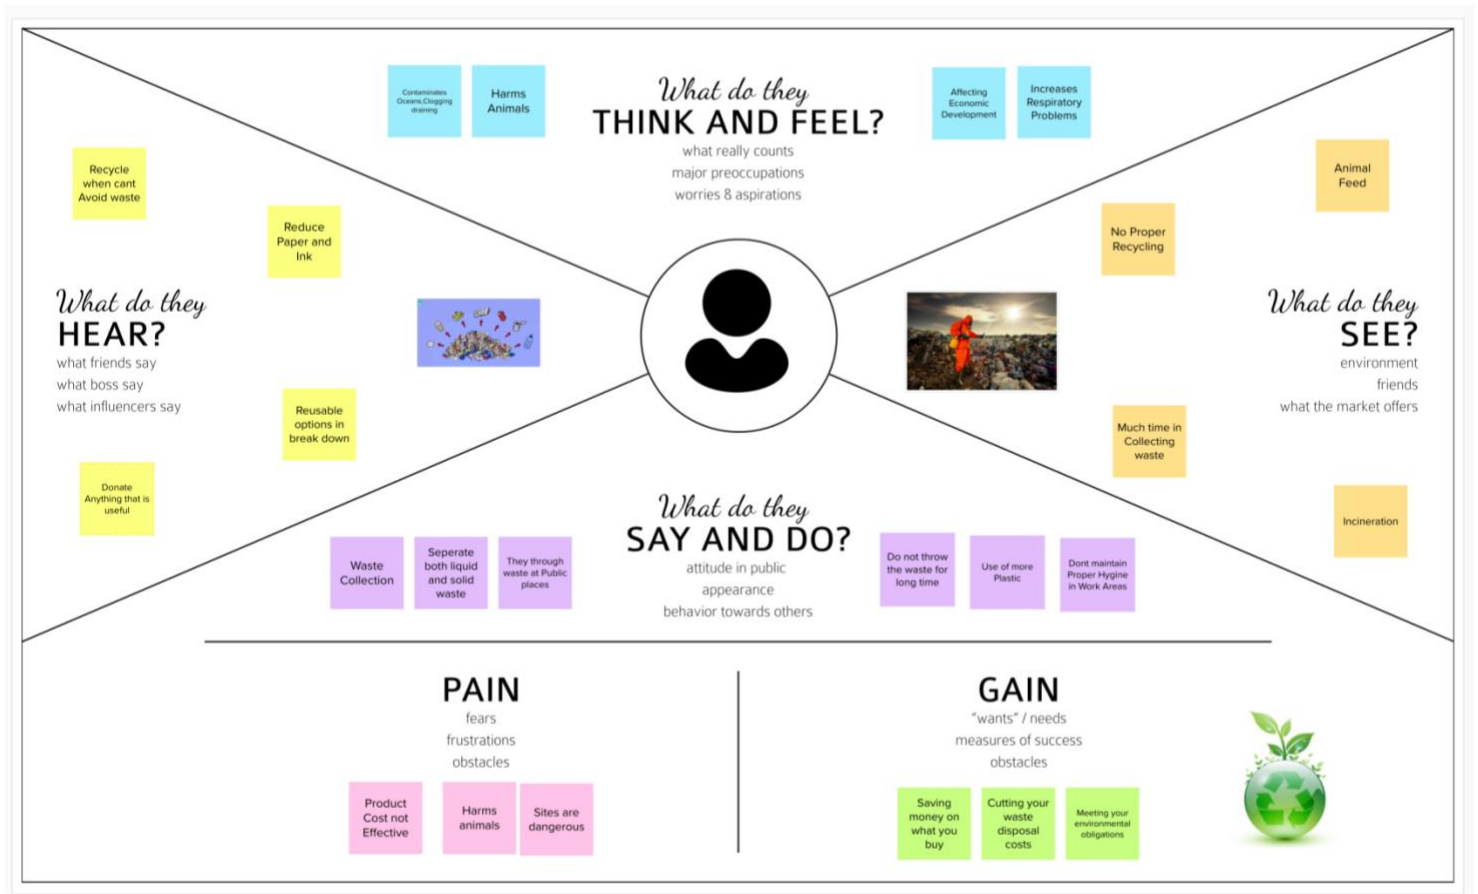 Contaminates
Oceans,Clogging
draining
Harms
Animals
What do they
THINK AND FEEL?
what really counts
major preoccupations
worries & aspirations
Affecting
Economic
Development
Increases
Respiratory
Problems
Recycle
when cant
Avoid waste
Reduce
Paper and
Ink
What do they
HEAR?
what friends say
what boss say
what influencers say
Reusable
options in
break down
Donate
Anything that is
useful
Animal
Feed
No Proper
Recycling
What do they
SEE?
environment
friends
what the market offers
Much time in
Collecting
waste
Incineration
What do they
SAY AND DO?
attitude in public
appearance
behavior towards others
Waste
Collection
Seperate
both liquid
and solid
waste
They through
waste at Public
places
Do not throw
the waste for
long time
Use of more
Plastic
Dont maintain
Proper Hygine
in Work Areas
PAIN
fears
frustrations
obstacles
Product
Cost not
Effective
Harms
animals
Sites are
dangerous
GAIN
"wants" / needs
measures of success
obstacles
Saving
money on
what you
buy
Cutting your
waste
disposal
costs
Meeting your
environmental
obligations